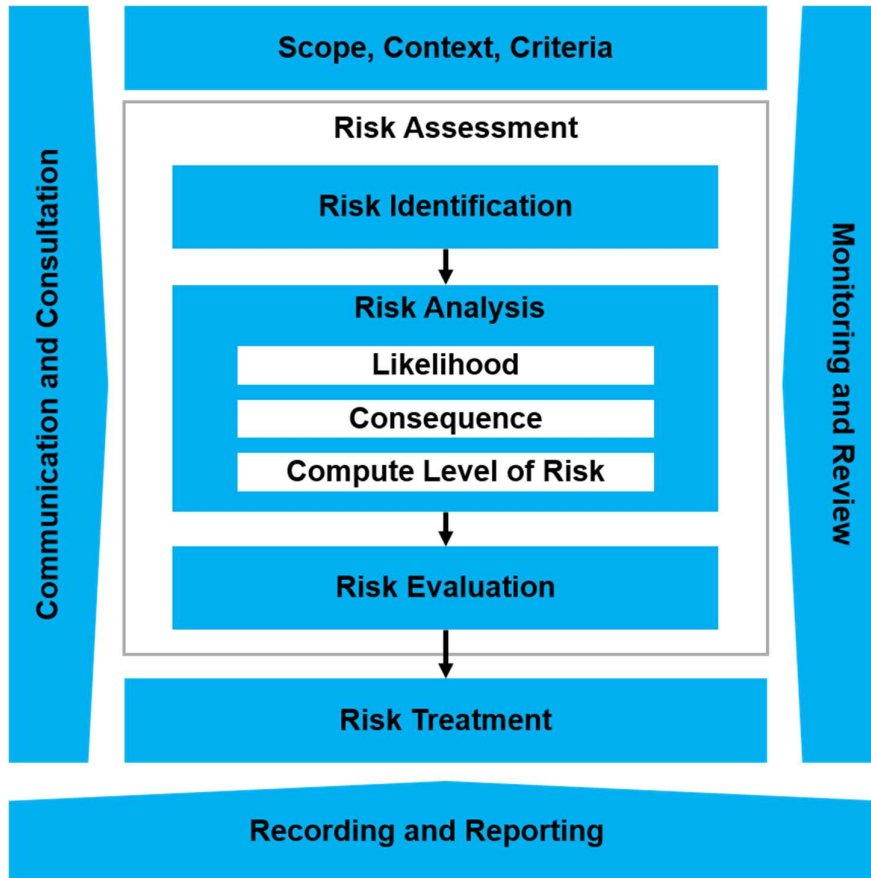 Scope, Context, Criteria
Risk Assessment
Risk Identification
Risk Analysis
Likelihood
Consequence
Compute Level of Risk
Risk Evaluation
Risk Treatment
Communication and Consultation
Monitoring and Review
Recording and Reporting